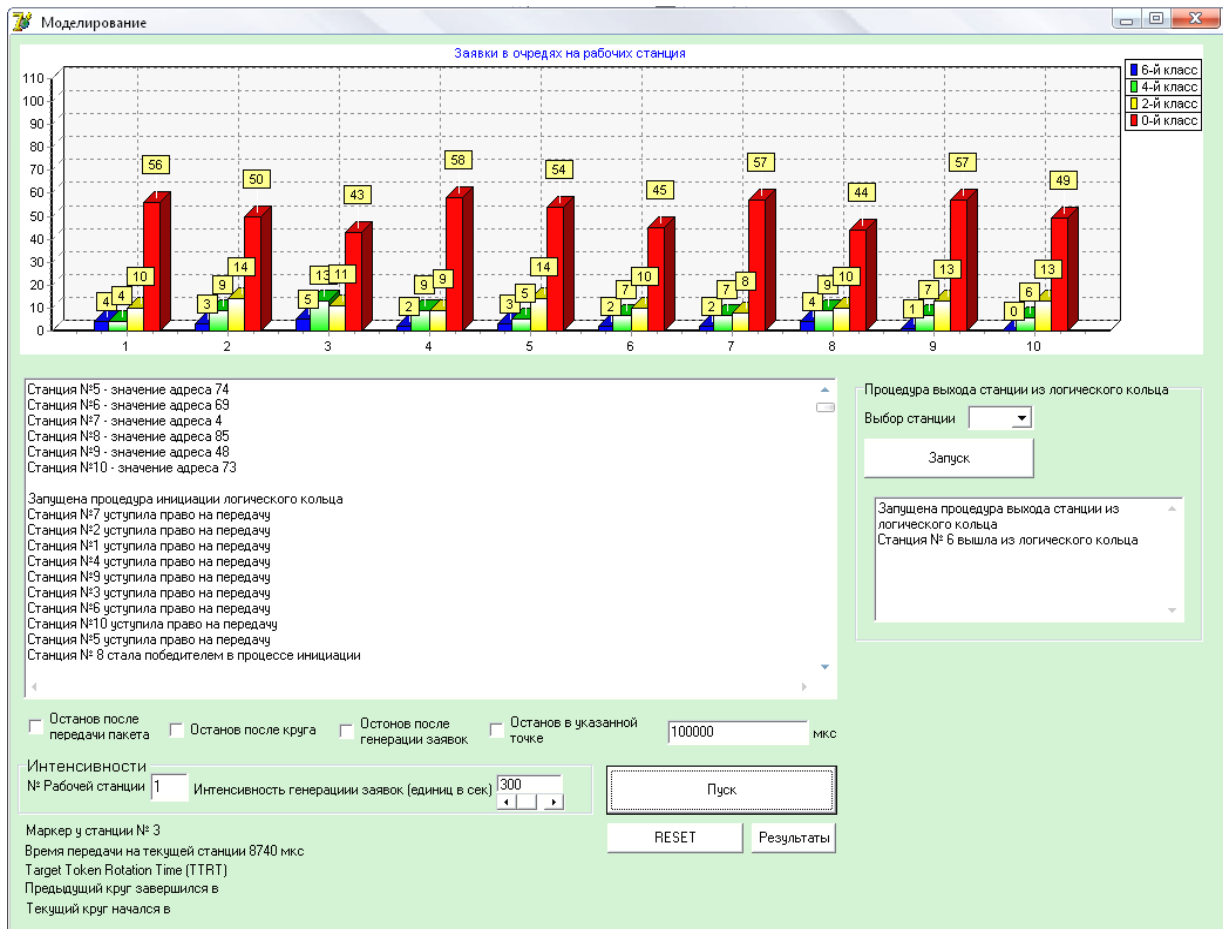 Моделирование
Заявки в очредях на рабочих станция
6-й класс
4-й класс
2-й класс
0-й класс
110
100
90
80
70
60
50
40
30
20
10
0
4 4 10 56
3 9 14 50
5 13 11 43
2 9 9 58
3 5 14 54
2 7 10 45
2 7 8 57
4 9 10 44
1 7 13 57
0 6 13 49
1 2 3 4 5 6 7 8 9 10
Станция №5 - значение адреса 74
Станция №6 - значение адреса 69
Станция №7 - значение адреса 4
Станция №8 - значение адреса 85
Станция №9 - значение адреса 48
Станция №10 - значение адреса 73
Запущена процедура инициации логического кольца
Станция №7 уступила право на передачу
Станция №2 уступила право на передачу
Станция №1 уступила право на передачу
Станция №4 уступила право на передачу
Станция №9 уступила право на передачу
Станция №3 уступила право на передачу
Станция №6 уступила право на передачу
Станция №10 уступила право на передачу
Станция №5 уступила право на передачу
Станция № 8 стала победителем в процессе инициации
Процедура выхода станции из логического кольца
Выбор станции
Запуск
Запущена процедура выхода станции из
логического кольца
Станция № 6 вышла из логического кольца
Останов после
передачи пакета
Останов после круга
Остонов после
генерации заявок
Останов в указанной
точке
100000 мкс
Интенсивности
№ Рабочей станции 1 Интенсивность генерациии заявок (единиц в сек) 300
Пуск
RESET
Результаты
Маркер у станции № 3
Время передачи на текущей станции 8740 мкс
Target Token Rotation Time (TTRT)
Предыдущий круг завершился в
Текущий круг начался в